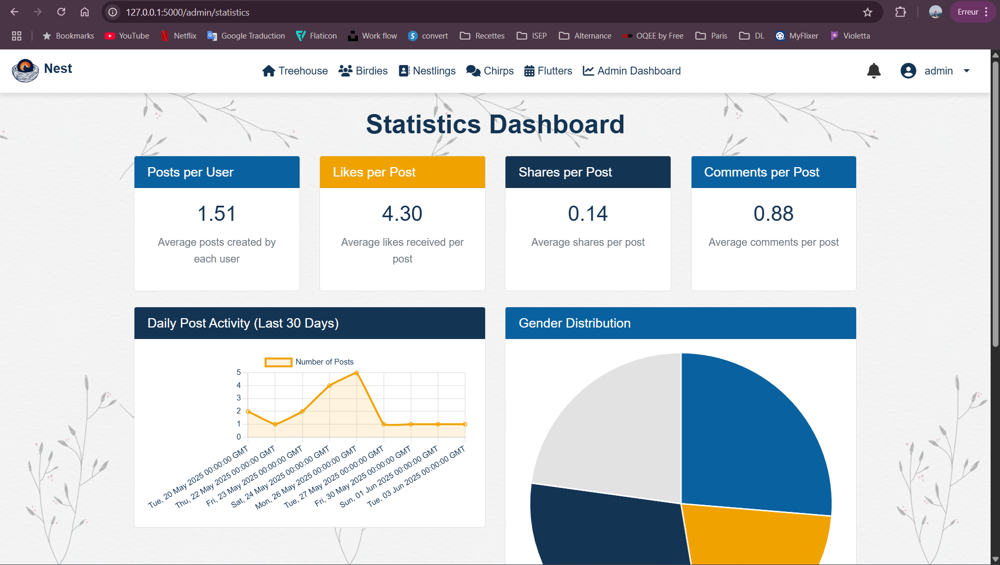 127.0.0.1:5000/admin/statistics
Erreur
Bookmarks YouTube Netflix Google Traduction Flaticon Work flow convert Recettes ISEP Alternance OQEE by Free Paris DL MyFlixer Violetta
Nest
Treehouse Birdies Nestlings Chirps Flutters Admin Dashboard
admin
Statistics Dashboard
Posts per User
1.51
Average posts created by
each user
Likes per Post
4.30
Average likes received per
post
Shares per Post
0.14
Average shares per post
Comments per Post
0.88
Average comments per post
Daily Post Activity (Last 30 Days)
Number of Posts
5
4
3
2
1
0
Tue, 20 May 2025 00:00:00 GMT
Thu, 22 May 2025 00:00:00 GMT
Fri, 23 May 2025 00:00:00 GMT
Sat, 24 May 2025 00:00:00 GMT
Mon, 26 May 2025 00:00:00 GMT
Tue, 27 May 2025 00:00:00 GMT
Fri, 30 May 2025 00:00:00 GMT
Sun, 01 Jun 2025 00:00:00 GMT
Tue, 03 Jun 2025 00:00:00 GMT
Gender Distribution